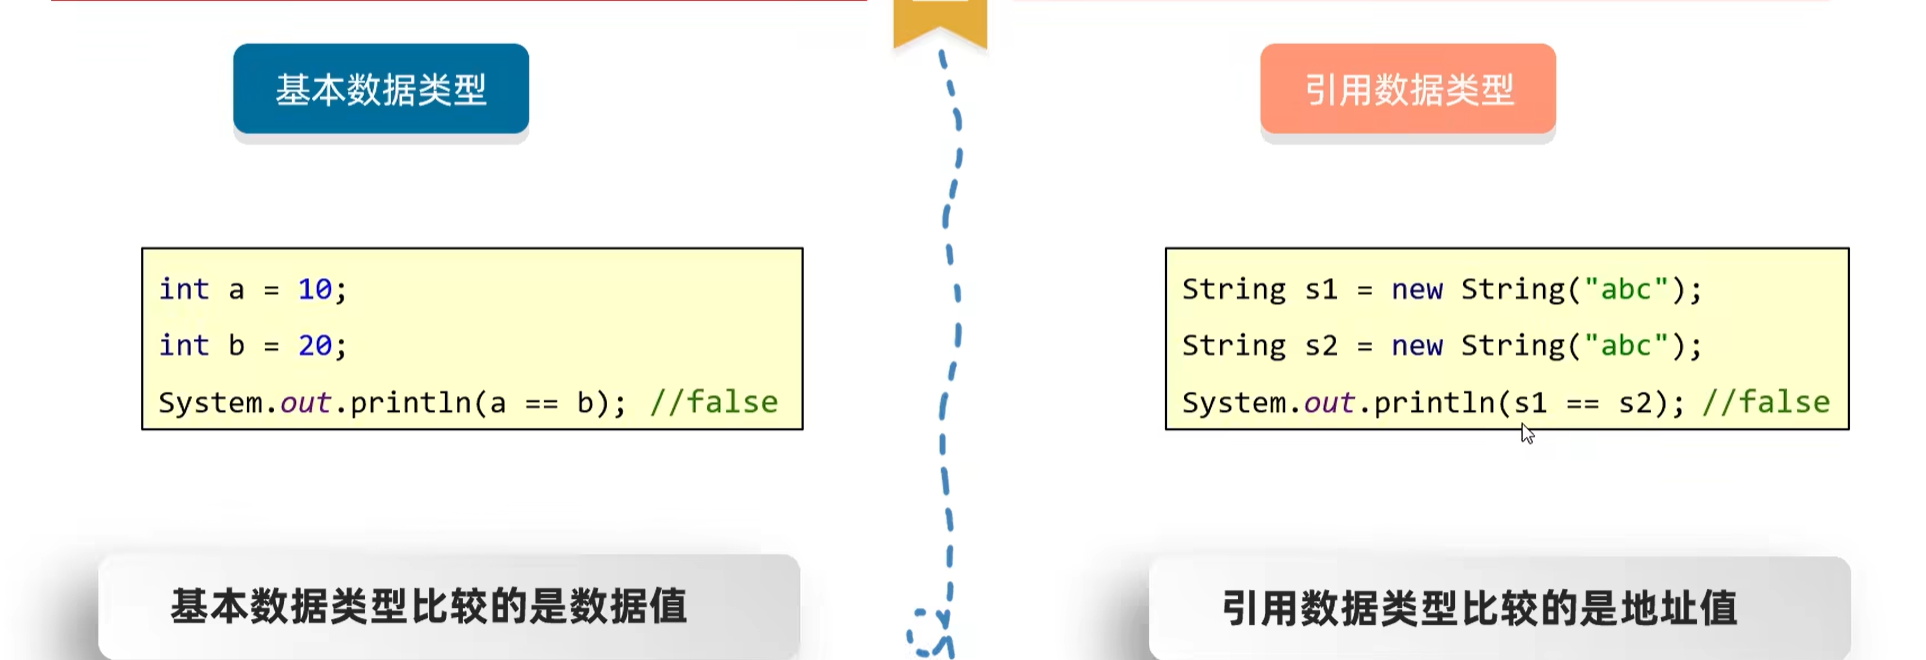 基本数据类型
int a = 10;
int b = 20;
System.out.println(a == b); //false
基本数据类型比较的是数据值
引用数据类型
String s1 = new String("abc");
String s2 = new String("abc");
System.out.println(s1 == s2); //false
引用数据类型比较的是地址值